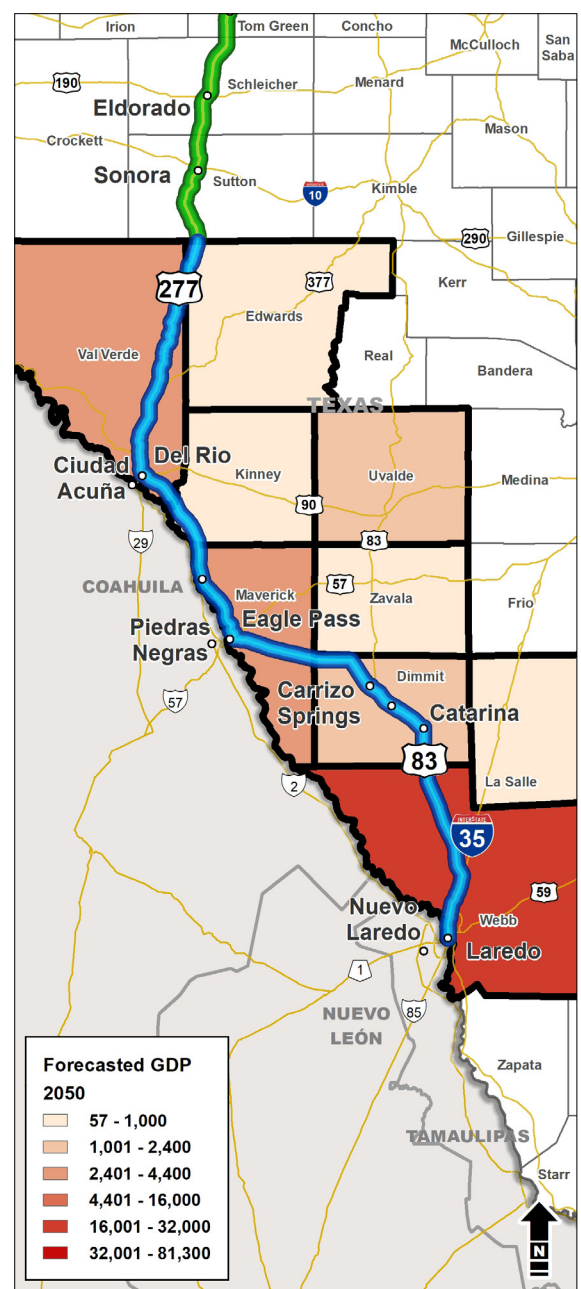 Irion
Tom Green
Concho
McCulloch
San
Saba
190
Schleicher
Menard
Eldorado
Crockett
Mason
Sonora
Sutton
10
Kimble
290
Gillespie
277
377
Kerr
Edwards
Val Verde
Real
Bandera
TEXAS
Ciudad
Acuña
Del Rio
Kinney
Uvalde
Medina
90
29
83
COAHUILA
Maverick
57
Zavala
Frio
Piedras
Negras
Eagle Pass
Dimmit
57
Carrizo
Springs
Catarina
83
2
La Salle
INTERSTATE
35
Nuevo
Laredo
59
Webb
Laredo
1
85
NUEVO
LEÓN
Zapata
TAMAULIPAS
Starr
N
Forecasted GDP
2050
57 - 1,000
1,001 - 2,400
2,401 - 4,400
4,401 - 16,000
16,001 - 32,000
32,001 - 81,300